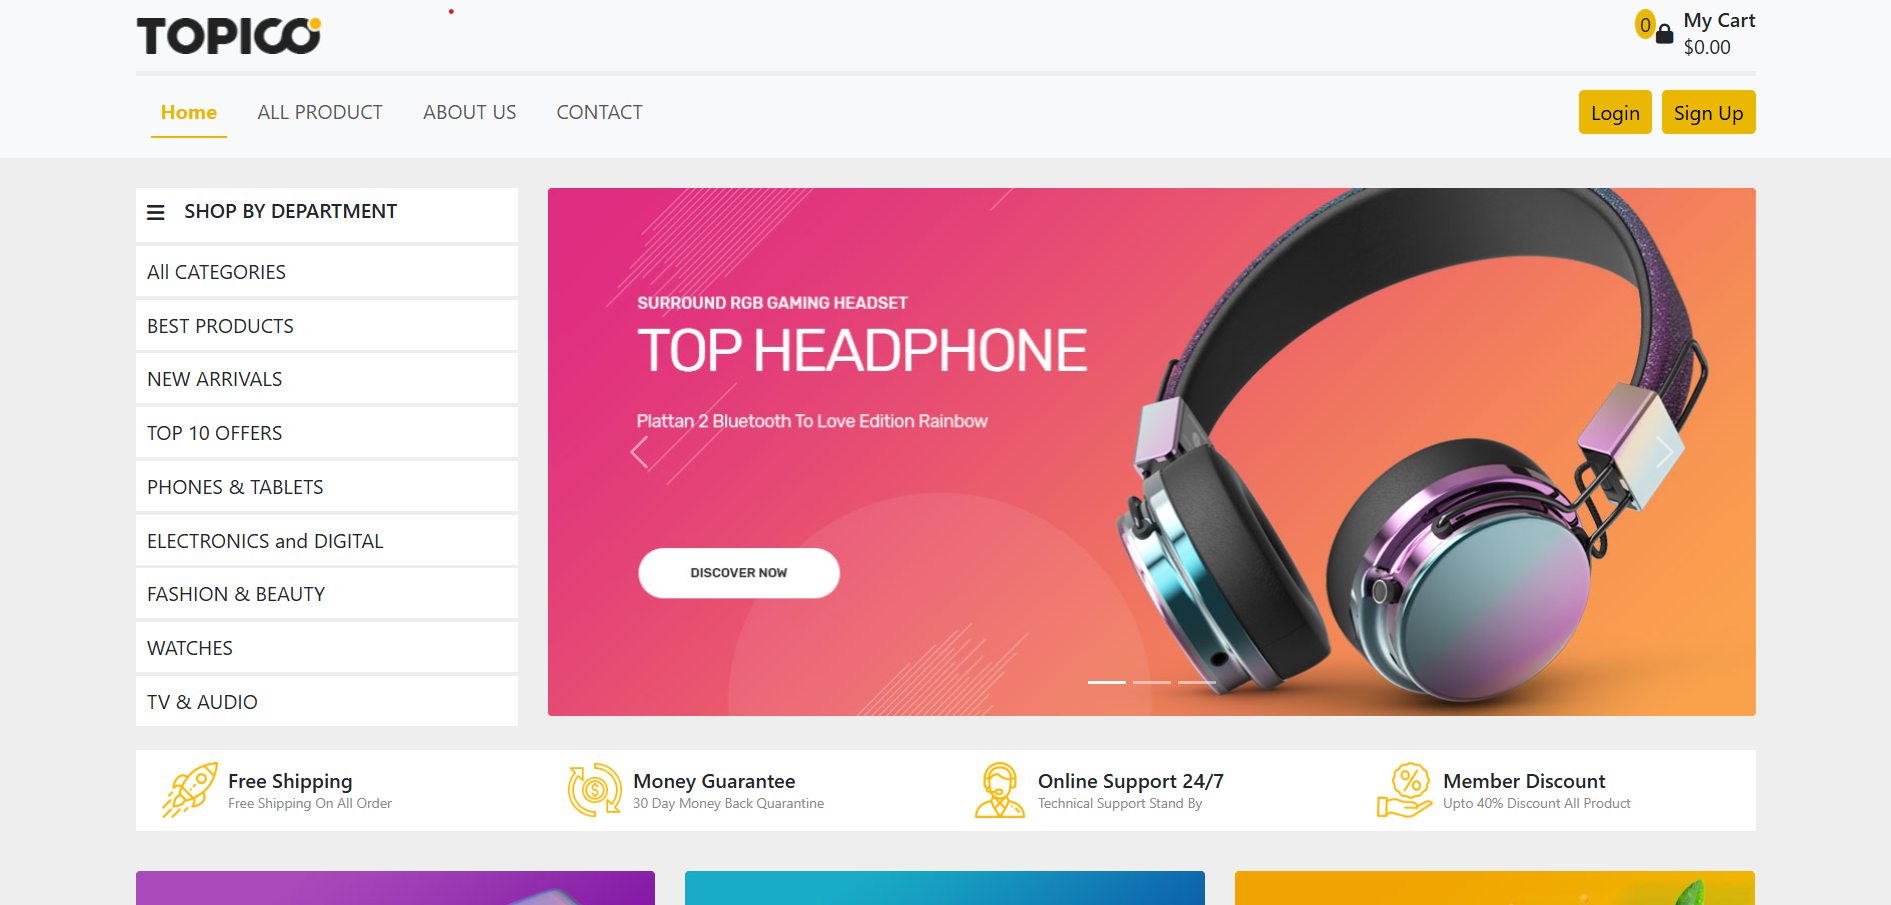 TOPICO
0
My Cart
$0.00
Home
ALL PRODUCT
ABOUT US
CONTACT
Login
Sign Up
SHOP BY DEPARTMENT
All CATEGORIES
BEST PRODUCTS
NEW ARRIVALS
TOP 10 OFFERS
PHONES & TABLETS
ELECTRONICS and DIGITAL
FASHION & BEAUTY
WATCHES
TV & AUDIO
SURROUND RGB GAMING HEADSET
TOP HEADPHONE
Plattan 2 Bluetooth To Love Edition Rainbow
DISCOVER NOW
Free Shipping
Free Shipping On All Order
Money Guarantee
30 Day Money Back Quarantine
Online Support 24/7
Technical Support Stand By
Member Discount
Upto 40% Discount All Product